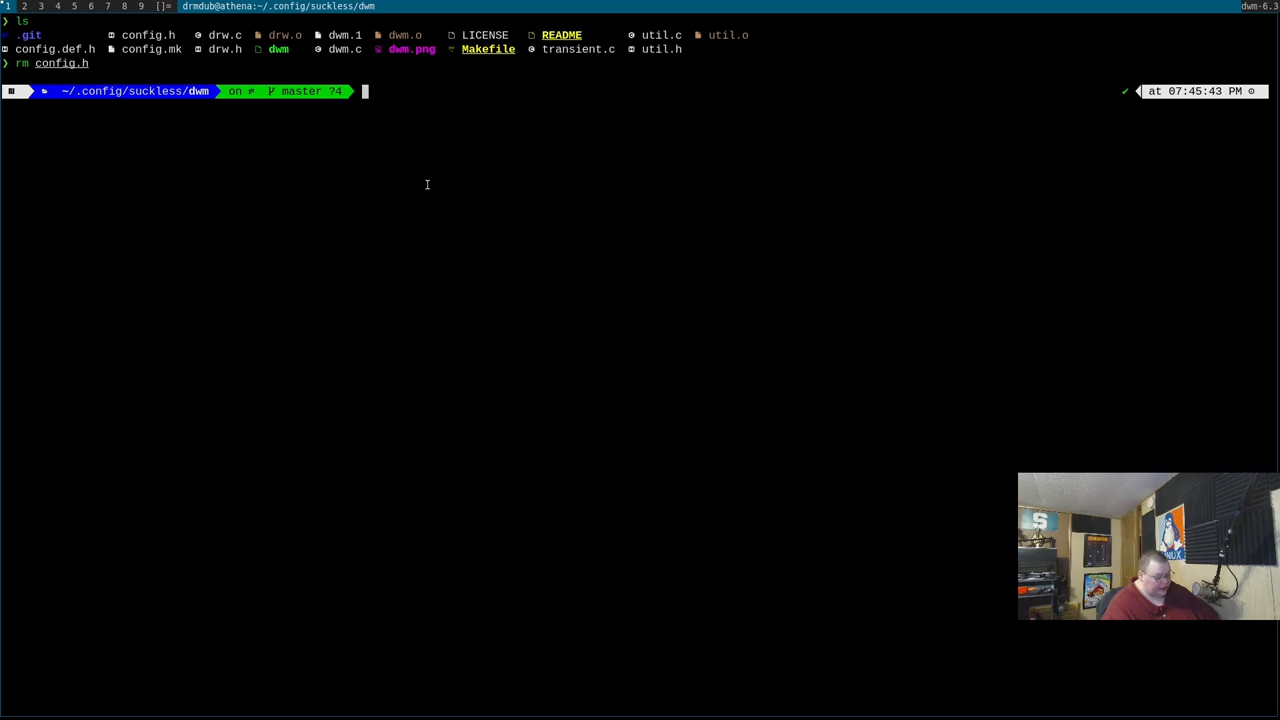 1 2 3 4 5 6 7 8 9 []= drmdub@athena:~/.config/suckless/dwm dwm-6.3
❯ ls
.git config.h drw.c drw.o dwm.1 dwm.o LICENSE README util.c util.o
config.def.h config.mk drw.h dwm dwm.c dwm.png Makefile transient.c util.h
❯ rm config.h
~/.config/suckless/dwm on master ?4 ✔ at 07:45:43 PM
S